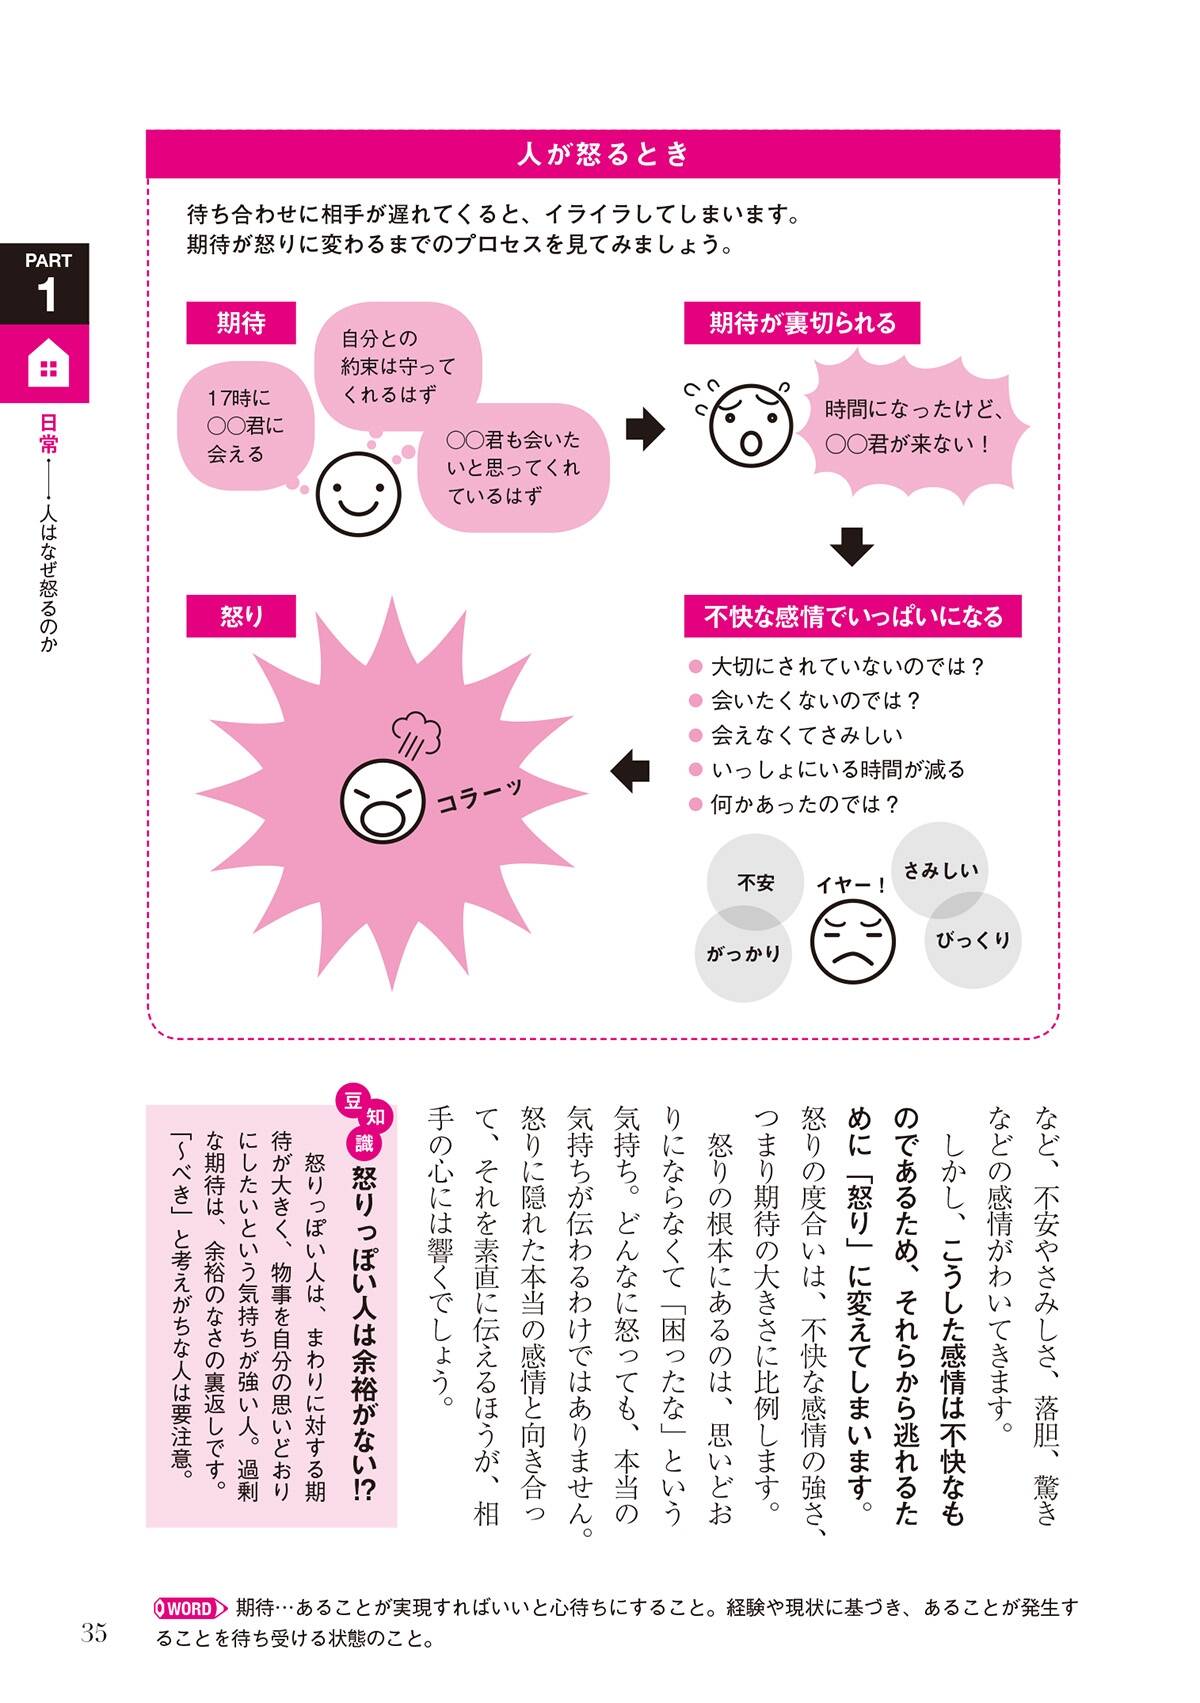 人が怒るとき
待ち合わせに相手が遅れてくると、イライラしてしまいます。
期待が怒りに変わるまでのプロセスを見てみましょう。
PART
1
日常――人はなぜ怒るのか
期待
17時に
〇〇君に
会える
自分との
約束は守って
くれるはず
〇〇君も会いた
いと思ってくれ
ているはず
期待が裏切られる
時間になったけど、
〇〇君が来ない！
不快な感情でいっぱいになる
● 大切にされていないのでは？
● 会いたくないのでは？
● 会えなくてさみしい
● いっしょにいる時間が減る
● 何かあったのでは？
不安
がっかり
イヤー！
さみしい
びっくり
怒り
コラーッ
など、不安やさみしさ、落胆、驚き
などの感情がわいてきます。
しかし、こうした感情は不快なも
のであるため、それらから逃れるた
めに「怒り」に変えてしまいます。
怒りの度合いは、不快な感情の強さ、
つまり期待の大きさに比例します。
怒りの根本にあるのは、思いどお
りにならなくて「困ったな」という
気持ち。どんなに怒っても、本当の
気持ちが伝わるわけではありません。
怒りに隠れた本当の感情と向き合っ
て、それを素直に伝えるほうが、相
手の心には響くでしょう。
豆知識
怒りっぽい人は余裕がない!?
怒りっぽい人は、まわりに対する期
待が大きく、物事を自分の思いどおり
にしたいという気持ちが強い人。過剰
な期待は、余裕のなさの裏返しです。
「〜べき」と考えがちな人は要注意。
WORD 期待…あることが実現すればいいと心待ちにすること。経験や現状に基づき、あることが発生す
ることを待ち受ける状態のこと。
35